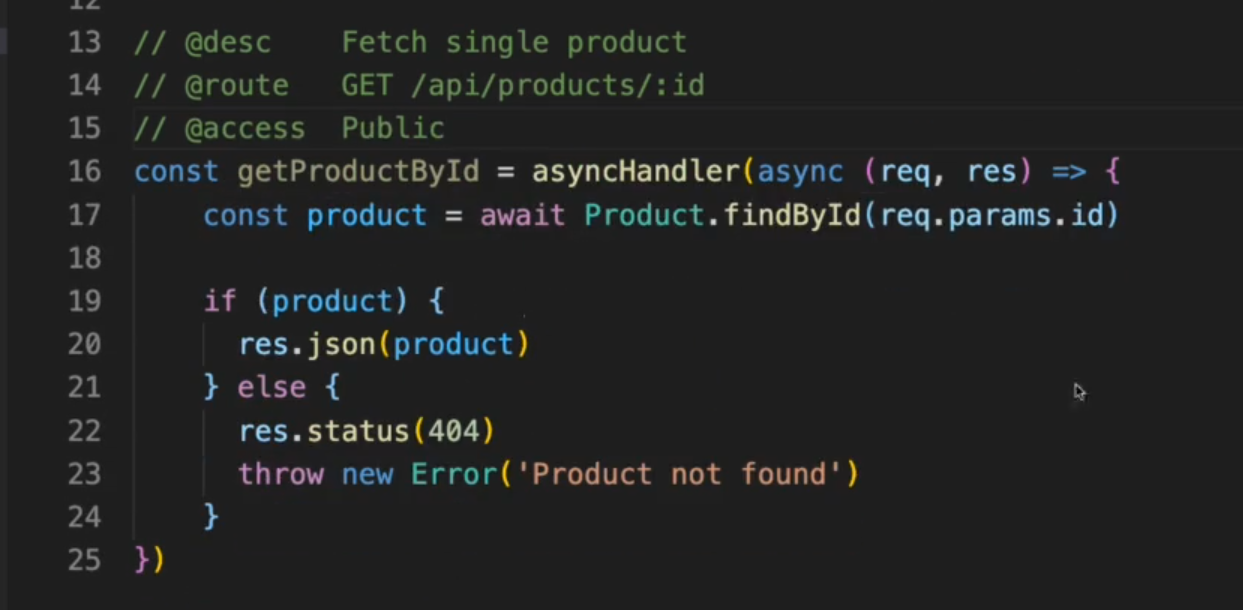 12
13 // @desc    Fetch single product
14 // @route   GET /api/products/:id
15 // @access  Public
16 const getProductById = asyncHandler(async (req, res) => {
17     const product = await Product.findById(req.params.id)
18
19     if (product) {
20       res.json(product)
21     } else {
22       res.status(404)
23       throw new Error('Product not found')
24     }
25 })